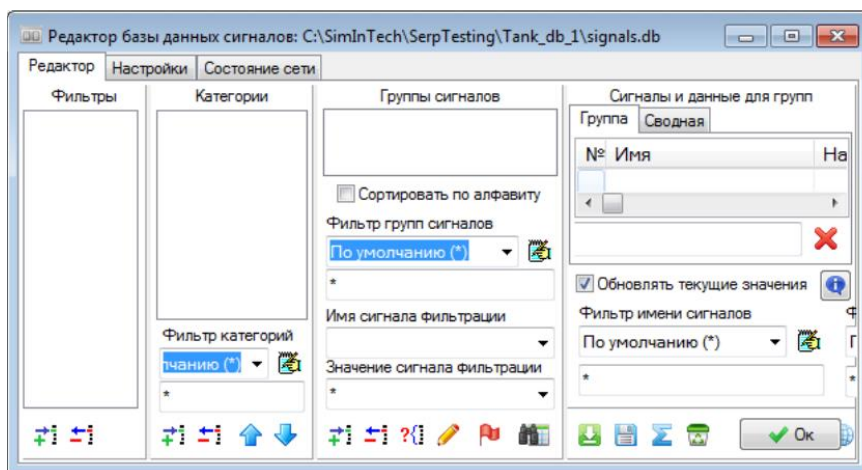 Редактор базы данных сигналов: C:\SimInTech\SerpTesting\Tank_db_1\signals.db
Редактор Настройки Состояние сети
Фильтры
Категории
Фильтр категорий
лчанию (*)
*
Группы сигналов
Сортировать по алфавиту
Фильтр групп сигналов
По умолчанию (*)
*
Имя сигнала фильтрации
Значение сигнала фильтрации
*
Сигналы и данные для групп
Группа Сводная
№ Имя На
Обновлять текущие значения
Фильтр имени сигналов
По умолчанию (*)
*
Ок